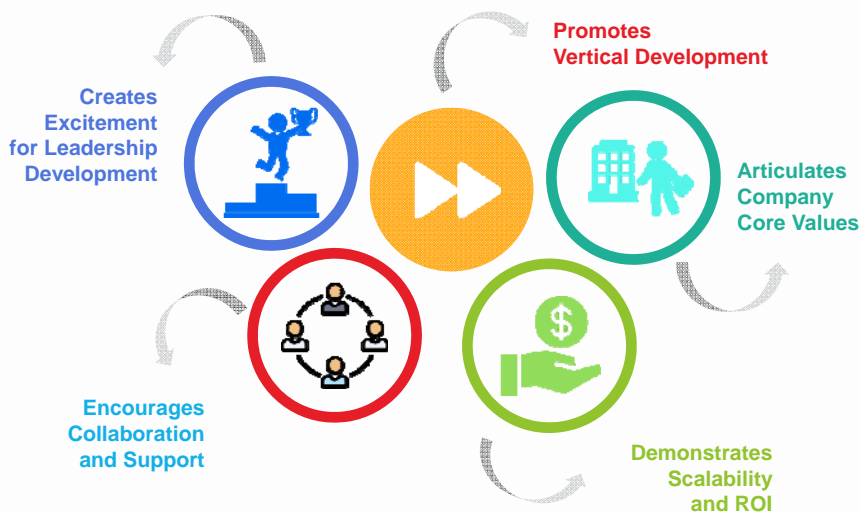 Promotes
Vertical Development
Creates
Excitement
for Leadership
Development
Articulates
Company
Core Values
$
Encourages
Collaboration
and Support
Demonstrates
Scalability
and ROI